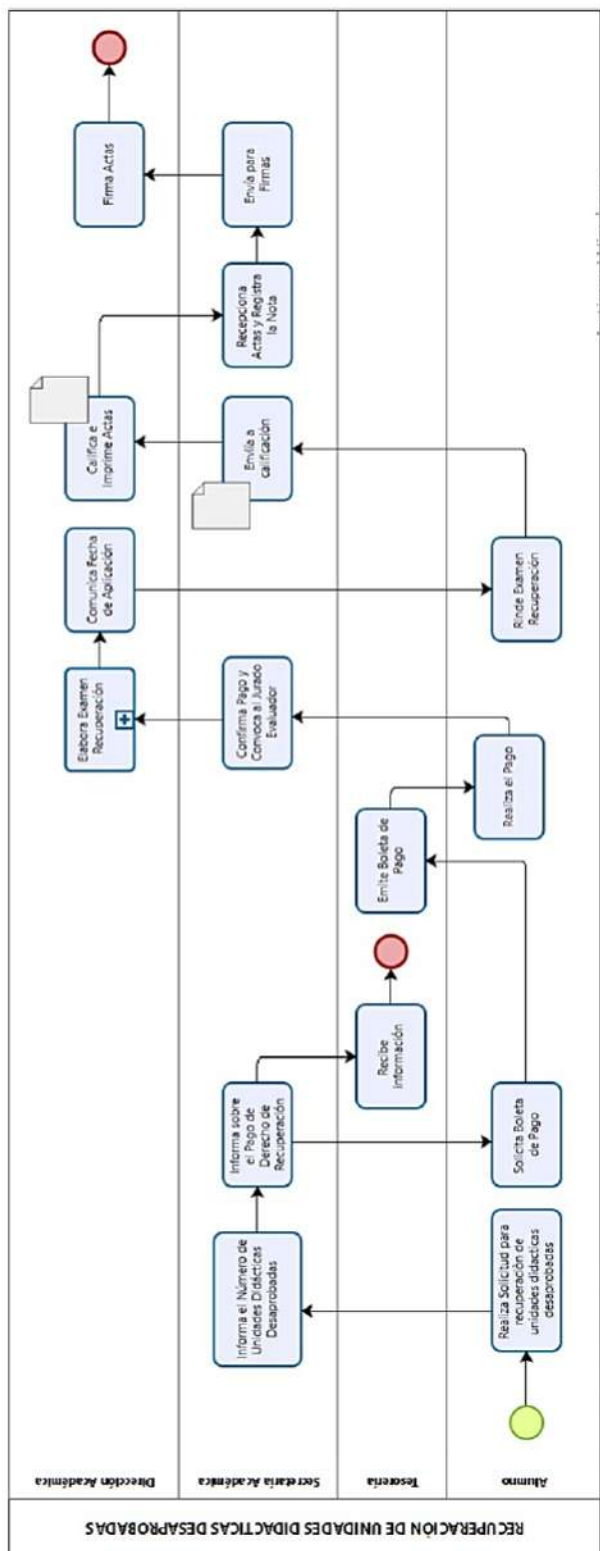 RECUPERACIÓN DE UNIDADES DIDACTICAS DESAPROBADAS
Dirección Académica
Secretaría Académica
Tesorería
Alumno
Realiza Solicitud para
recuperación de
unidades didacticas
desaprobadas
Informa el Número de
Unidades Didácticas
Desaprobadas
Informa sobre
el Pago de
Derecho de
Recuperación
Recibe
Información
Solicita Boleta
de Pago
Emite Boleta de
Pago
Realiza el Pago
Confirma Pago y
Convoca al Jurado
Evaluador
Elabora Examen
Recuperación
Comunica Fecha
de Aplicación
Rinde Examen
Recuperación
Envíia a
calificación
Califica e
Imprime Actas
Recepciona
Actas y Registra
la Nota
Envía para
Firmas
Firma Actas